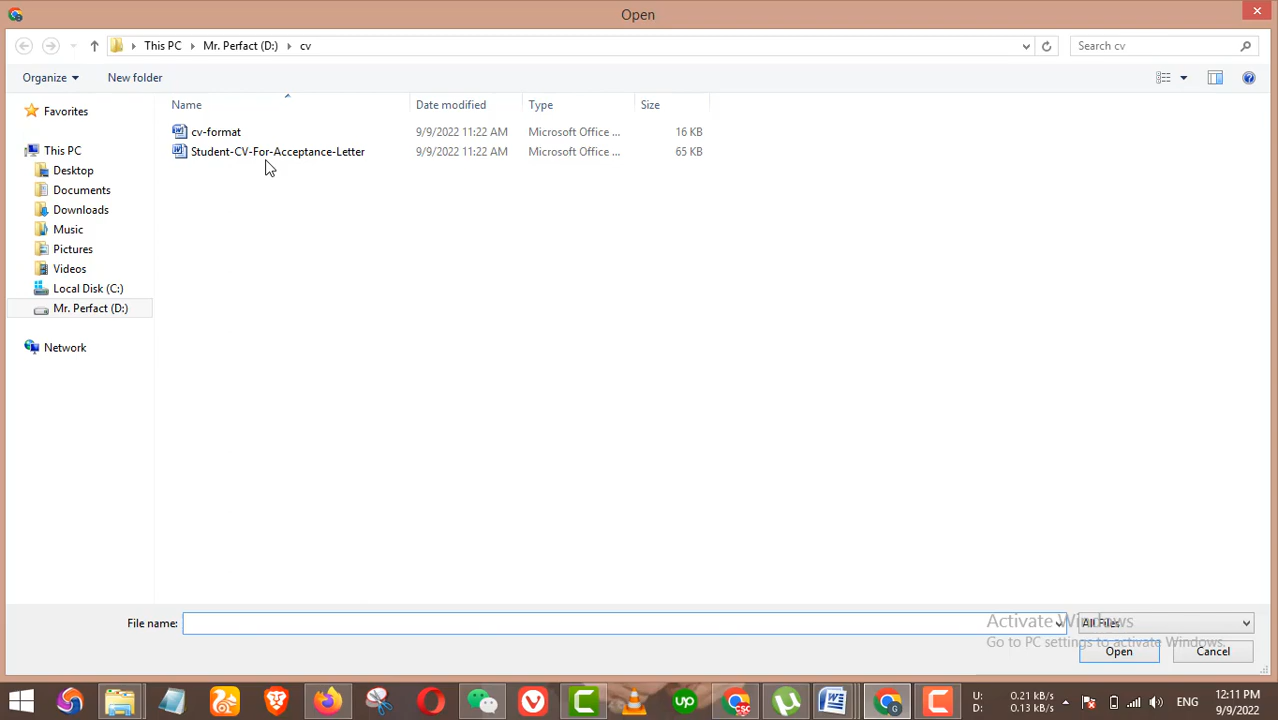 Open
This PC Mr. Perfact (D:) cv
Search cv
Organize New folder
Name Date modified Type Size
cv-format 9/9/2022 11:22 AM Microsoft Office ... 16 KB
Student-CV-For-Acceptance-Letter 9/9/2022 11:22 AM Microsoft Office ... 65 KB
Favorites
This PC
Desktop
Documents
Downloads
Music
Pictures
Videos
Local Disk (C:)
Mr. Perfact (D:)
Network
File name:
All Files
Activate Windows
Go to PC settings to activate Windows.
Open Cancel
up CSC G
U: 0.21 kB/s
D: 0.13 kB/s
ENG
12:11 PM
9/9/2022